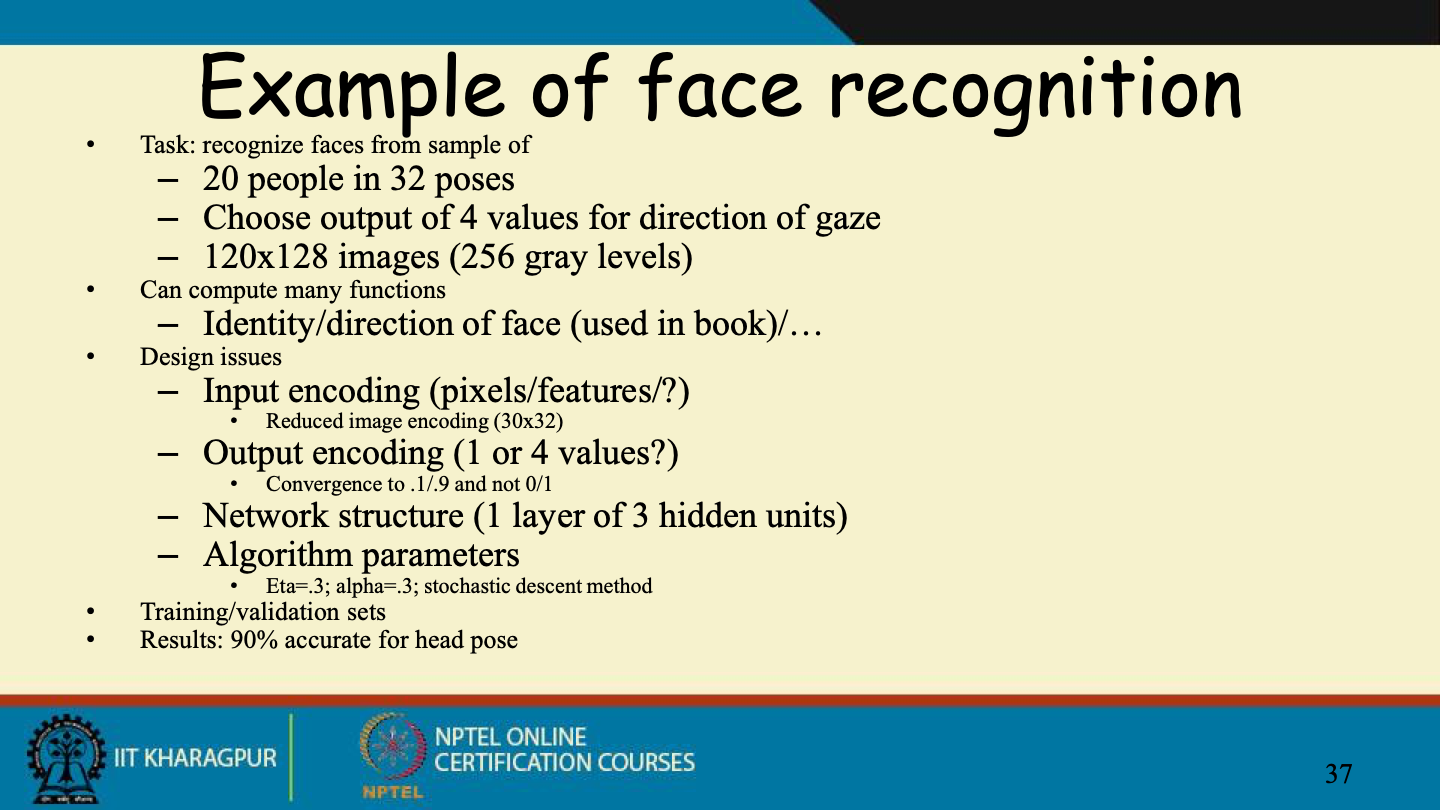 Example of face recognition
• Task: recognize faces from sample of
– 20 people in 32 poses
– Choose output of 4 values for direction of gaze
– 120x128 images (256 gray levels)
• Can compute many functions
– Identity/direction of face (used in book)/…
• Design issues
– Input encoding (pixels/features/?)
• Reduced image encoding (30x32)
– Output encoding (1 or 4 values?)
• Convergence to .1/.9 and not 0/1
– Network structure (1 layer of 3 hidden units)
– Algorithm parameters
• Eta=.3; alpha=.3; stochastic descent method
• Training/validation sets
• Results: 90% accurate for head pose
IIT KHARAGPUR
NPTEL
NPTEL ONLINE
CERTIFICATION COURSES
37